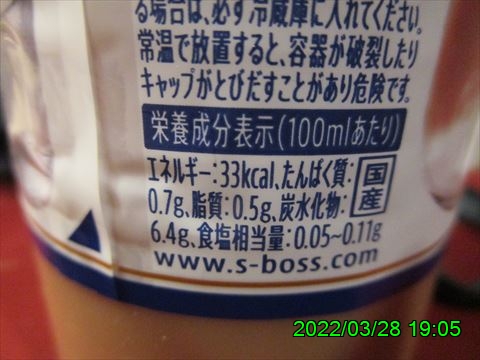 る場合は、必ず冷蔵庫に入れてください。
常温で放置すると、容器が破裂したり
キャップがとびだすことがあり危険です。
栄養成分表示(100mlあたり)
エネルギー:33kcal、たんぱく質:
0.7g、脂質:0.5g、炭水化物:
6.4g、食塩相当量:0.05~0.11g
国産
www.s-boss.com
2022/03/28 19:05